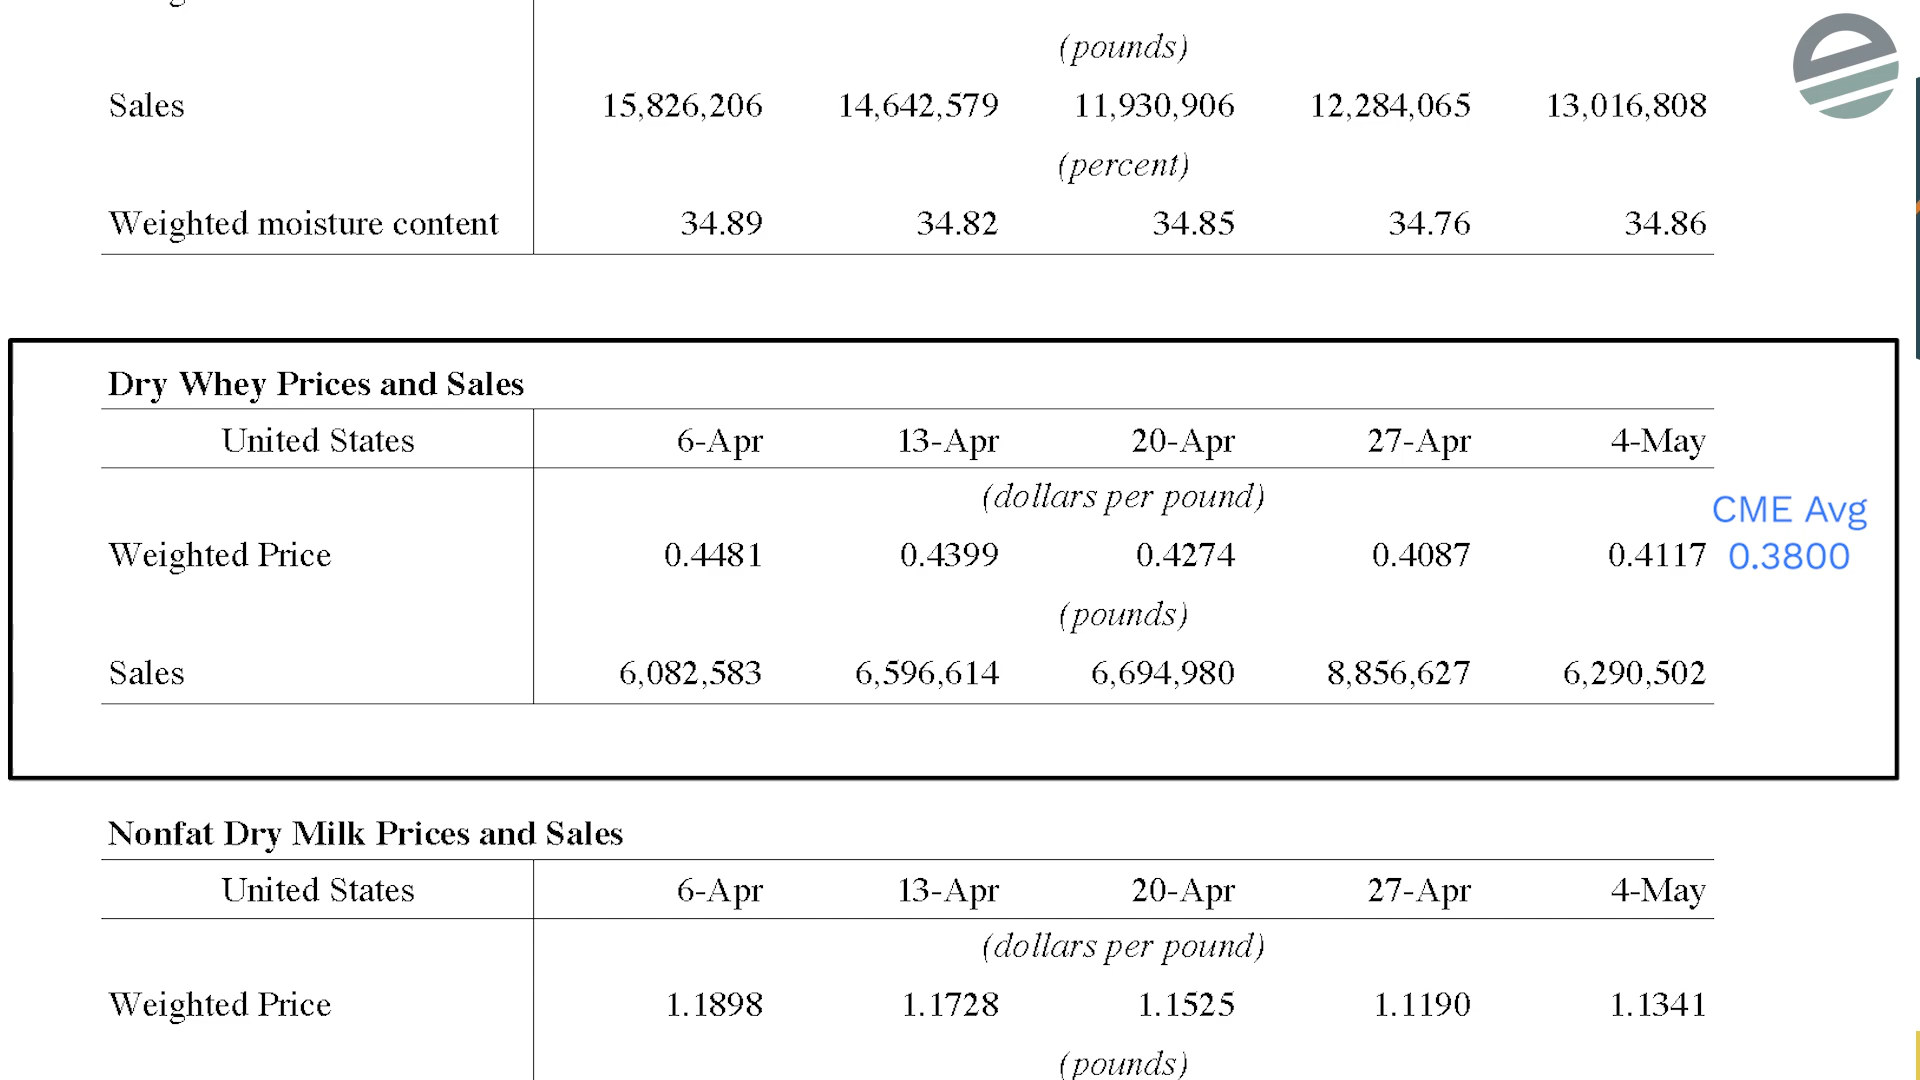 (pounds)
Sales 15,826,206 14,642,579 11,930,906 12,284,065 13,016,808
(percent)
Weighted moisture content 34.89 34.82 34.85 34.76 34.86
Dry Whey Prices and Sales
United States 6-Apr 13-Apr 20-Apr 27-Apr 4-May
(dollars per pound)
CME Avg
Weighted Price 0.4481 0.4399 0.4274 0.4087 0.4117 0.3800
(pounds)
Sales 6,082,583 6,596,614 6,694,980 8,856,627 6,290,502
Nonfat Dry Milk Prices and Sales
United States 6-Apr 13-Apr 20-Apr 27-Apr 4-May
(dollars per pound)
Weighted Price 1.1898 1.1728 1.1525 1.1190 1.1341
(pounds)